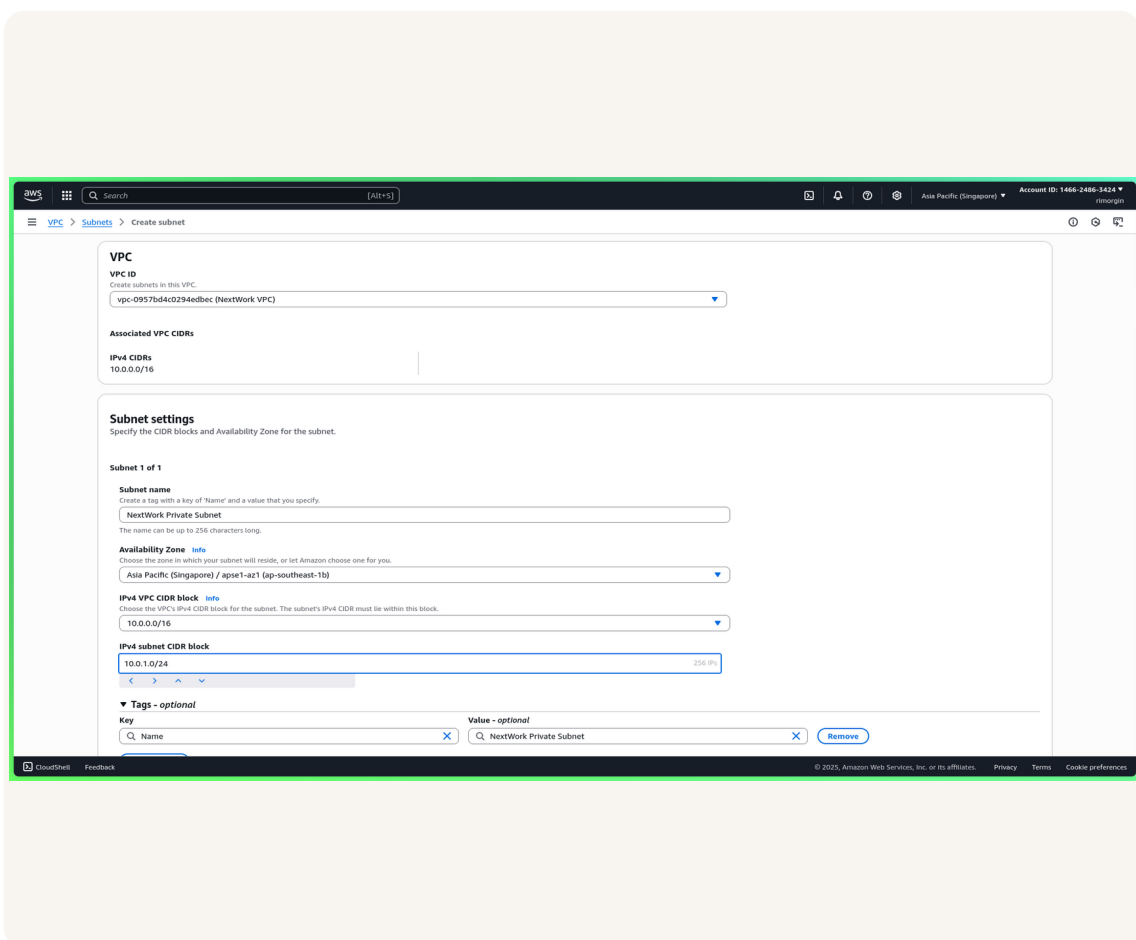 aws
Search [Alt+S]
Asia Pacific (Singapore) ▼
Account ID: 1466-2486-3424 ▼
rimorgin
VPC > Subnets > Create subnet
VPC
VPC ID
Create subnets in this VPC.
vpc-0957bd4c0294edbec (NextWork VPC)
Associated VPC CIDRs
IPv4 CIDRs
10.0.0.0/16
Subnet settings
Specify the CIDR blocks and Availability Zone for the subnet.
Subnet 1 of 1
Subnet name
Create a tag with a key of 'Name' and a value that you specify.
NextWork Private Subnet
The name can be up to 256 characters long.
Availability Zone Info
Choose the zone in which your subnet will reside, or let Amazon choose one for you.
Asia Pacific (Singapore) / apse1-az1 (ap-southeast-1b)
IPv4 VPC CIDR block Info
Choose the VPC's IPv4 CIDR block for the subnet. The subnet's IPv4 CIDR must lie within this block.
10.0.0.0/16
IPv4 subnet CIDR block
10.0.1.0/24 256 IPs
▼ Tags - optional
Key Value - optional
Name NextWork Private Subnet Remove
CloudShell Feedback © 2025, Amazon Web Services, Inc. or its affiliates. Privacy Terms Cookie preferences